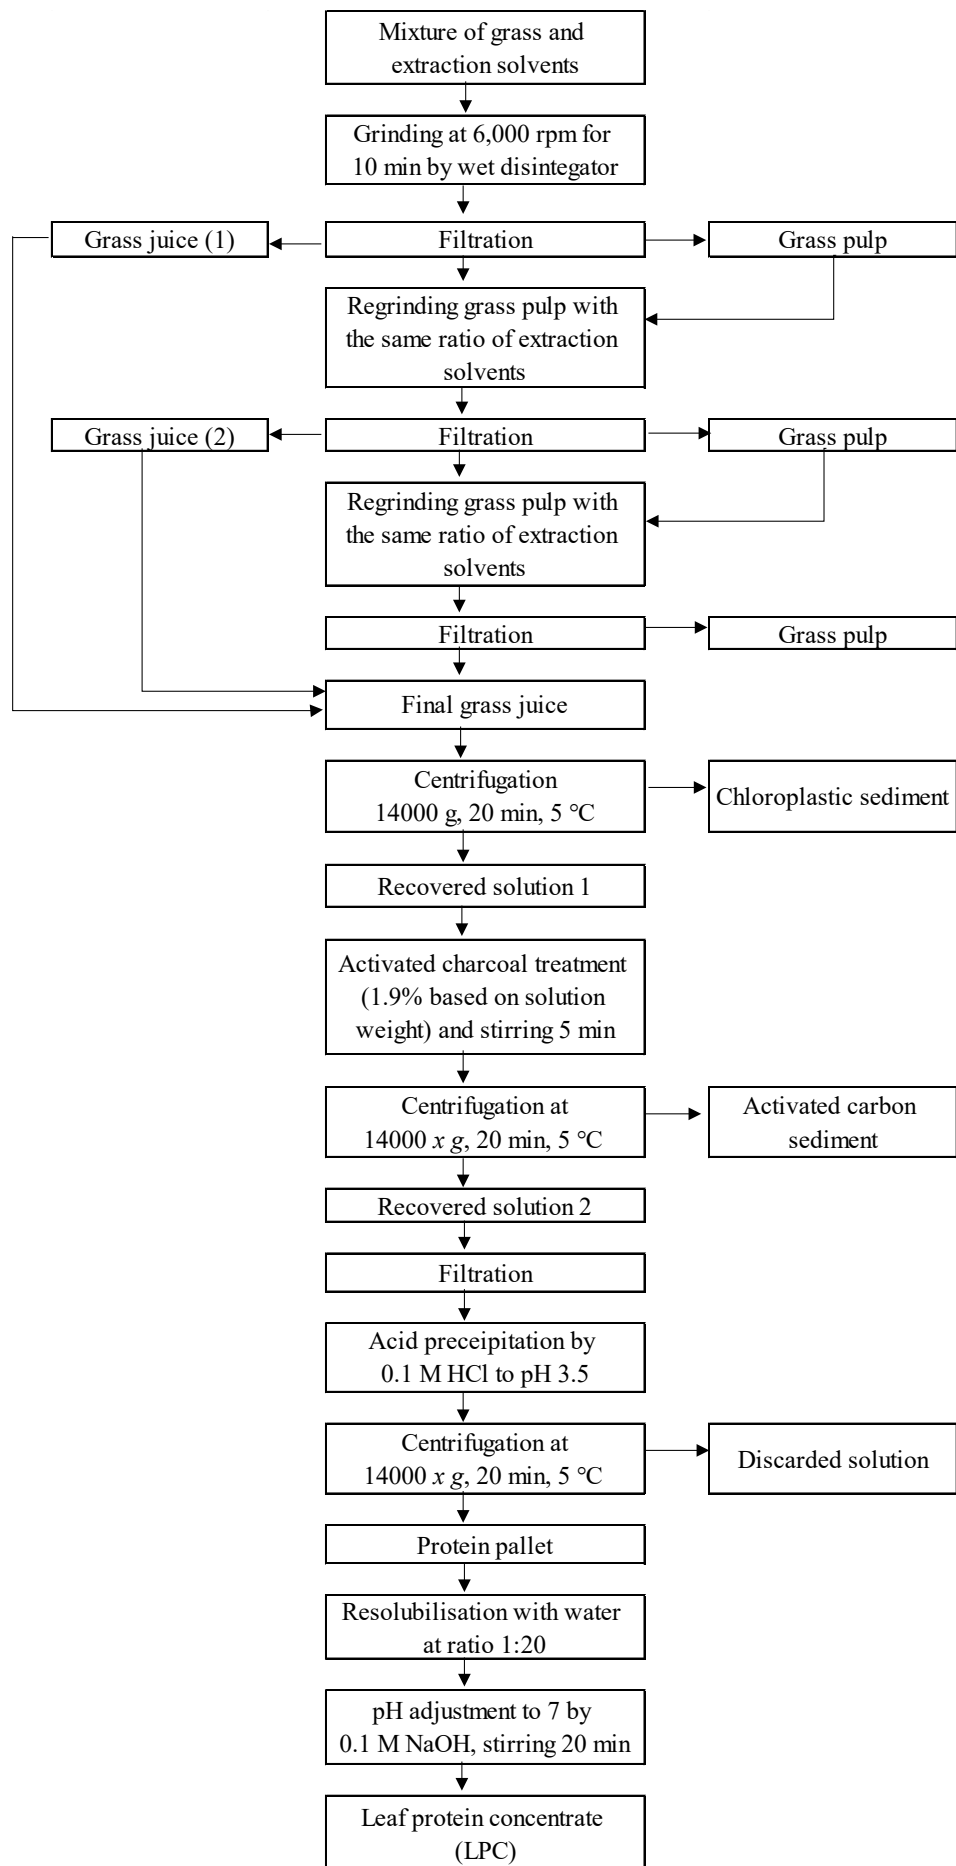 Mixture of grass and
extraction solvents
Grinding at 6,000 rpm for
10 min by wet disintegator
Grass juice (1)
Filtration
Grass pulp
Regrinding grass pulp with
the same ratio of extraction
solvents
Grass juice (2)
Filtration
Grass pulp
Regrinding grass pulp with
the same ratio of extraction
solvents
Filtration
Grass pulp
Final grass juice
Centrifugation
14000 g, 20 min, 5 °C
Chloroplastic sediment
Recovered solution 1
Activated charcoal treatment
(1.9% based on solution
weight) and stirring 5 min
Centrifugation at
14000 x g, 20 min, 5 °C
Activated carbon
sediment
Recovered solution 2
Filtration
Acid preceipitation by
0.1 M HCl to pH 3.5
Centrifugation at
14000 x g, 20 min, 5 °C
Discarded solution
Protein pallet
Resolubilisation with water
at ratio 1:20
pH adjustment to 7 by
0.1 M NaOH, stirring 20 min
Leaf protein concentrate
(LPC)